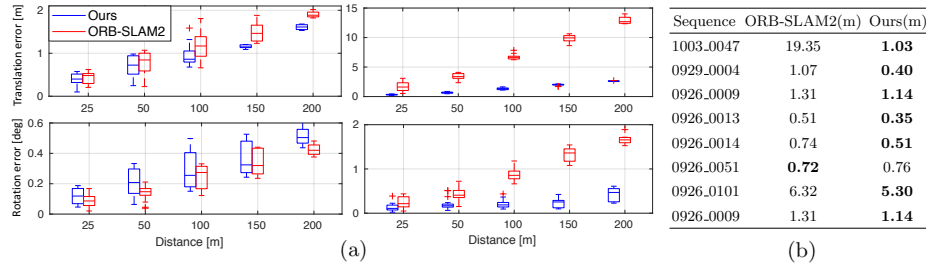 Ours
ORB-SLAM2
Translation error [m]
2
1
0
25 50 100 150 200
15
10
5
0
25 50 100 150 200
Rotation error [deg]
0.6
0.4
0.2
0
25 50 100 150 200
Distance [m]
2
1
0
25 50 100 150 200
Distance [m]
(a)
Sequence ORB-SLAM2(m) Ours(m)
1003_0047 19.35 1.03
0929_0004 1.07 0.40
0926_0009 1.31 1.14
0926_0013 0.51 0.35
0926_0014 0.74 0.51
0926_0051 0.72 0.76
0926_0101 6.32 5.30
0926_0009 1.31 1.14
(b)